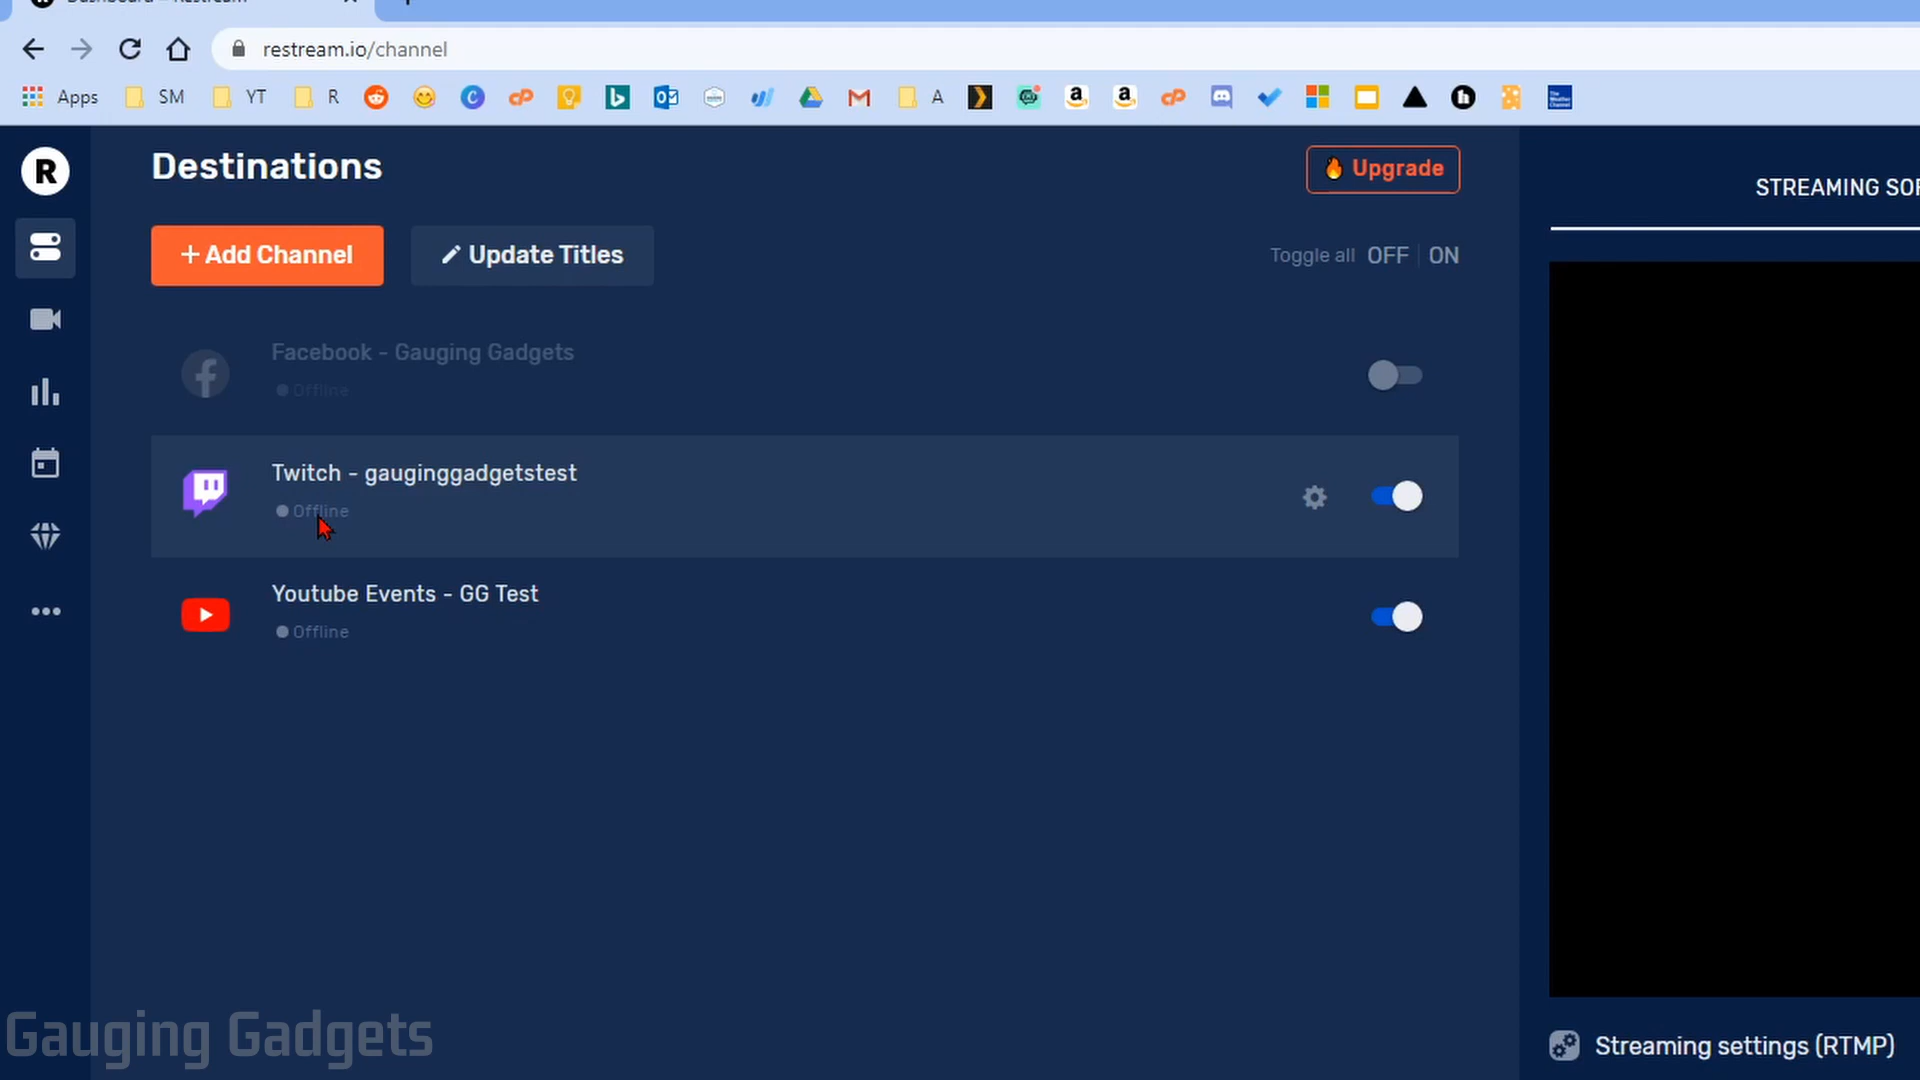 restream.io/channel
Apps
SM
YT
R
A
Destinations
Upgrade
STREAMING SOF
+ Add Channel
Update Titles
Toggle all OFF | ON
Facebook - Gauging Gadgets
Offline
Twitch - gauginggadgetstest
Offline
Youtube Events - GG Test
Offline
Gauging Gadgets
Streaming settings (RTMP)